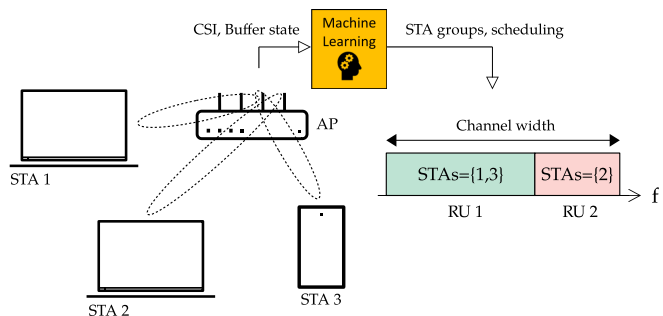 CSI, Buffer state
Machine
Learning
STA groups, scheduling
AP
Channel width
STA 1
STAs={1,3}
STAs={2}
f
RU 1
RU 2
STA 2
STA 3